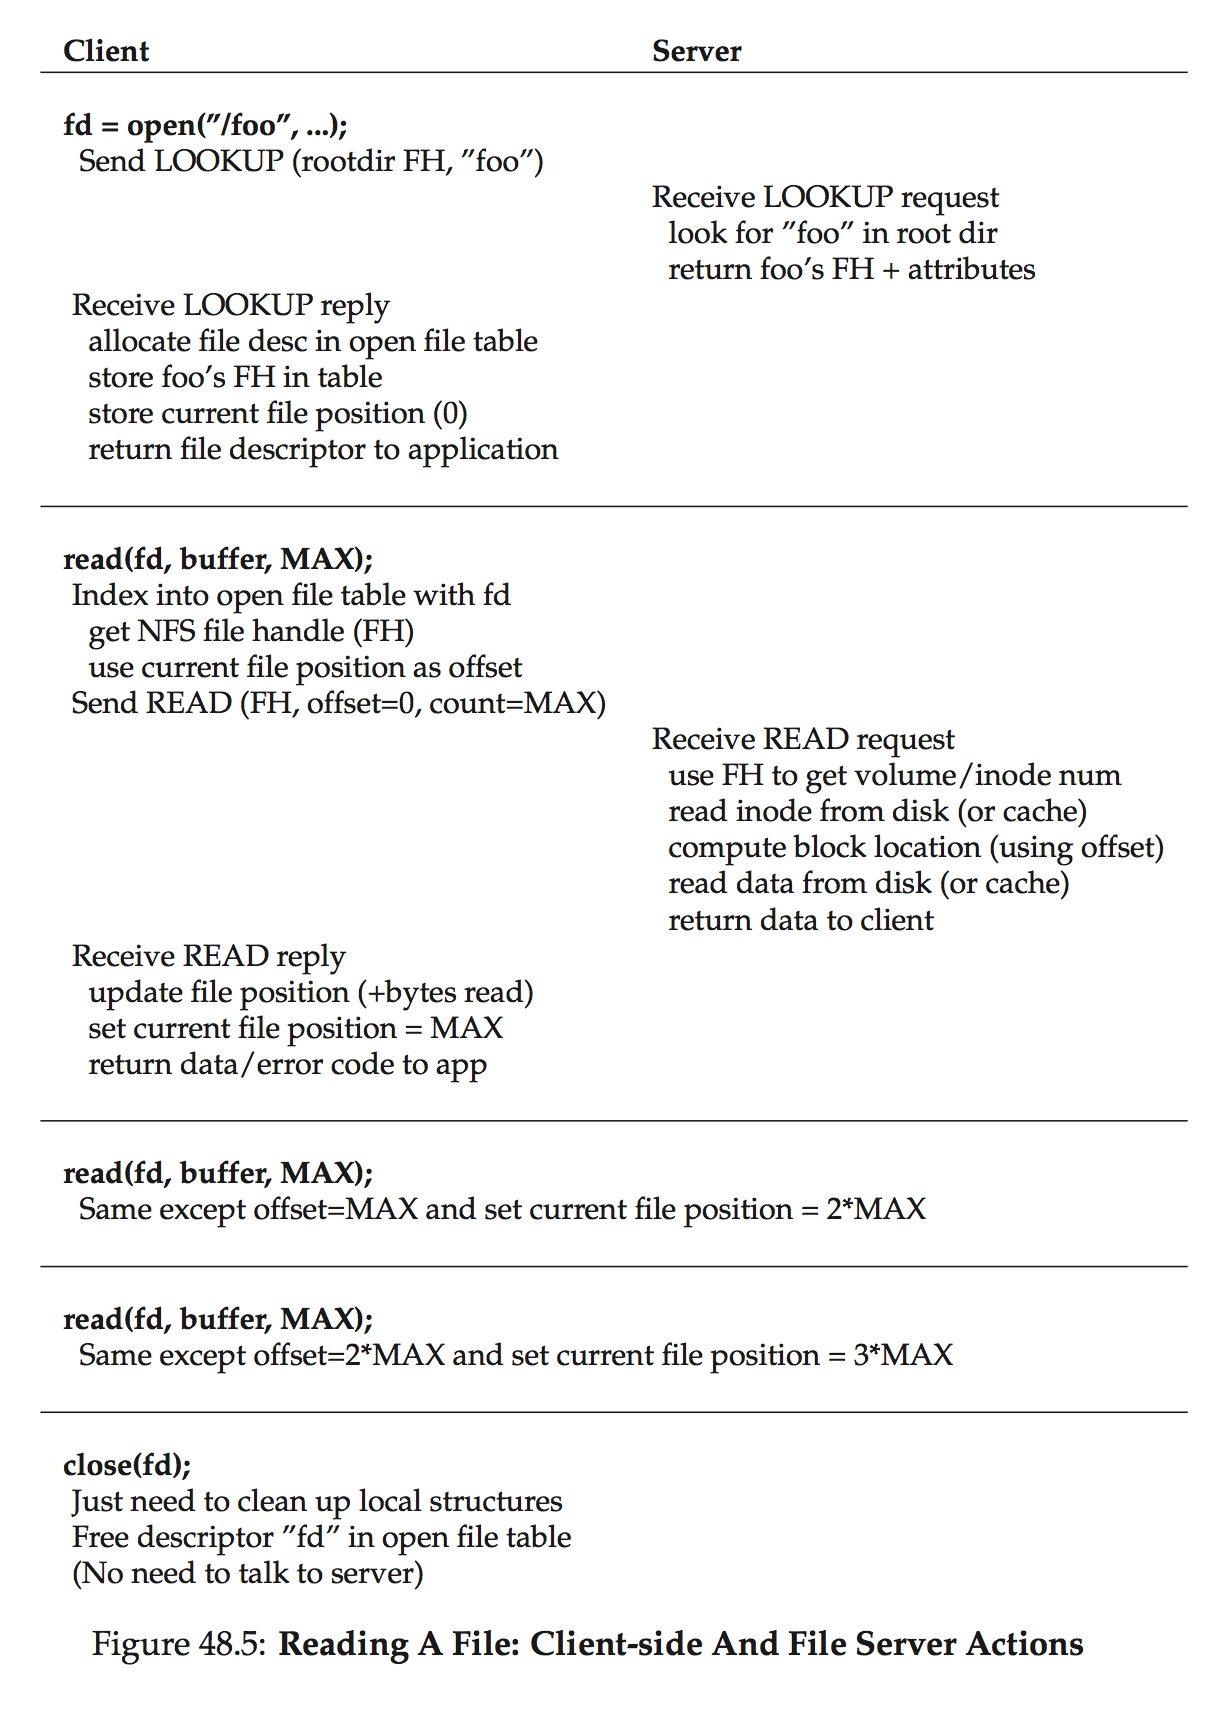 Client Server
fd = open("/foo", ...);
Send LOOKUP (rootdir FH, "foo")
Receive LOOKUP request
look for "foo" in root dir
return foo's FH + attributes
Receive LOOKUP reply
allocate file desc in open file table
store foo's FH in table
store current file position (0)
return file descriptor to application
read(fd, buffer, MAX);
Index into open file table with fd
get NFS file handle (FH)
use current file position as offset
Send READ (FH, offset=0, count=MAX)
Receive READ request
use FH to get volume/inode num
read inode from disk (or cache)
compute block location (using offset)
read data from disk (or cache)
return data to client
Receive READ reply
update file position (+bytes read)
set current file position = MAX
return data/error code to app
read(fd, buffer, MAX);
Same except offset=MAX and set current file position = 2*MAX
read(fd, buffer, MAX);
Same except offset=2*MAX and set current file position = 3*MAX
close(fd);
Just need to clean up local structures
Free descriptor "fd" in open file table
(No need to talk to server)
Figure 48.5: Reading A File: Client-side And File Server Actions